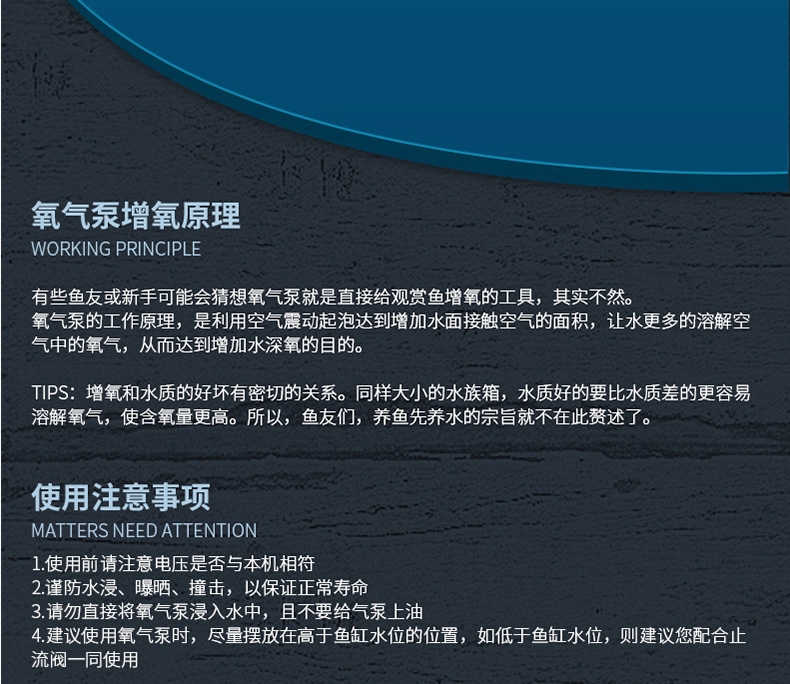 氧气泵增氧原理
WORKING PRINCIPLE
有些鱼友或新手可能会猜想氧气泵就是直接给观赏鱼增氧的工具，其实不然。
氧气泵的工作原理，是利用空气震动起泡达到增加水面接触空气的面积，让水更多的溶解空
气中的氧气，从而达到增加水深氧的目的。
TIPS：增氧和水质的好坏有密切的关系。同样大小的水族箱，水质好的要比水质差的更容易
溶解氧气，使含氧量更高。所以，鱼友们，养鱼先养水的宗旨就不在此赘述了。
使用注意事项
MATTERS NEED ATTENTION
1.使用前请注意电压是否与本机相符
2.谨防水浸、曝晒、撞击，以保证正常寿命
3.请勿直接将氧气泵浸入水中，且不要给气泵上油
4.建议使用氧气泵时，尽量摆放在高于鱼缸水位的位置，如低于鱼缸水位，则建议您配合止
流阀一同使用